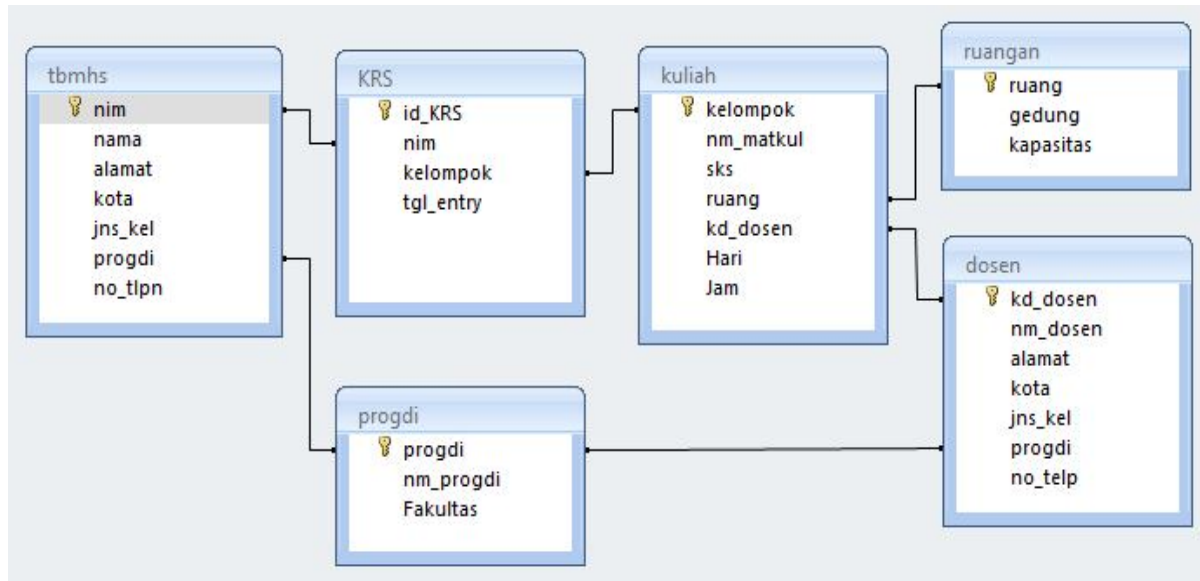 tbmhs
nim
nama
alamat
kota
jns_kel
progdi
no_tlpn
KRS
id_KRS
nim
kelompok
tgl_entry
kuliah
kelompok
nm_matkul
sks
ruang
kd_dosen
Hari
Jam
ruangan
ruang
gedung
kapasitas
dosen
kd_dosen
nm_dosen
alamat
kota
jns_kel
progdi
no_telp
progdi
progdi
nm_progdi
Fakultas